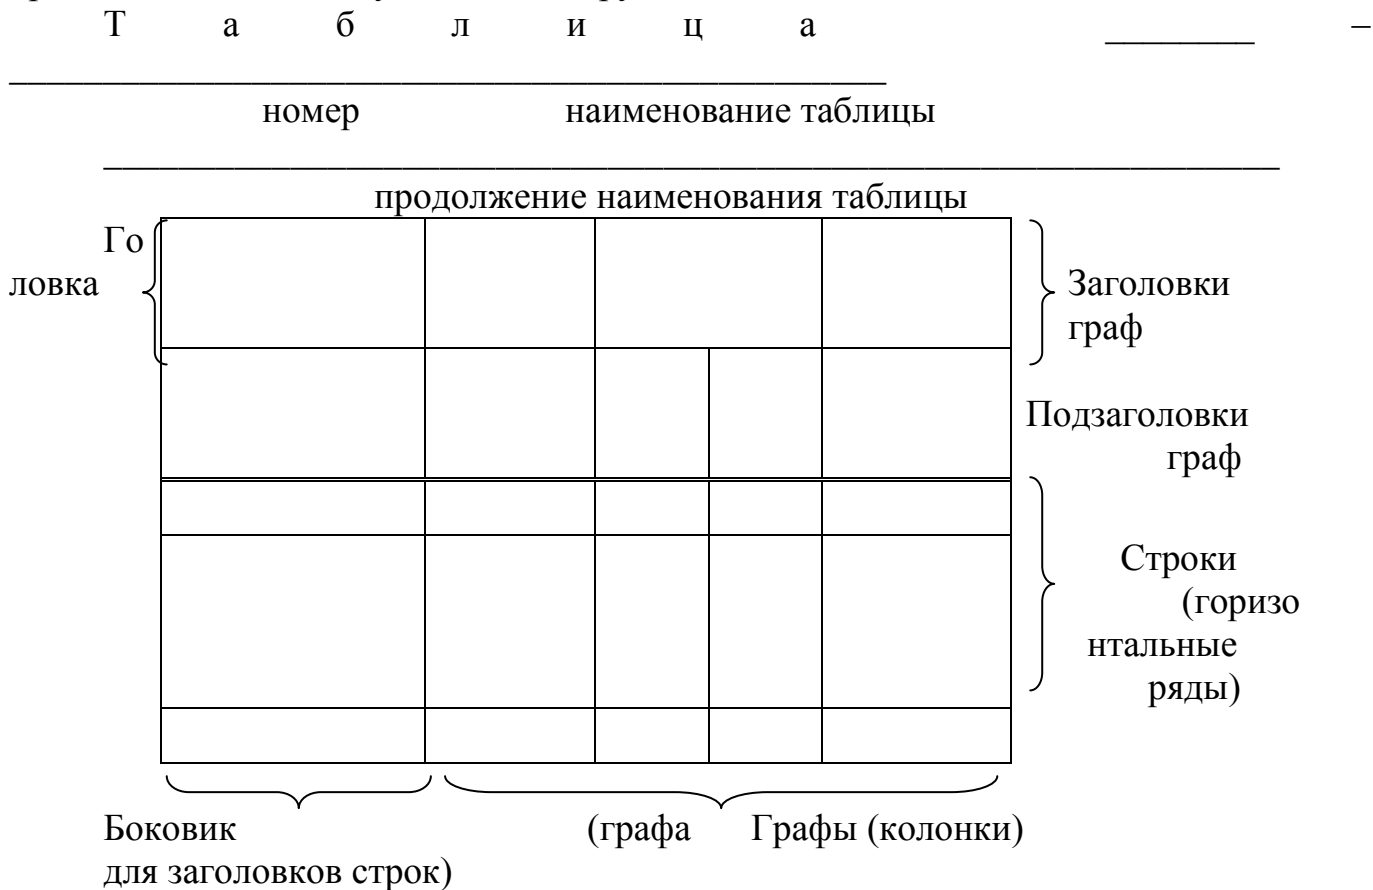 Т а б л и ц а ________ –
_______________________________________________
номер наименование таблицы
_______________________________________________________________
продолжение наименования таблицы
Го
ловка
Заголовки
граф
Подзаголовки
граф
Строки
(горизо
нтальные
ряды)
Боковик (графа Графы (колонки)
для заголовков строк)